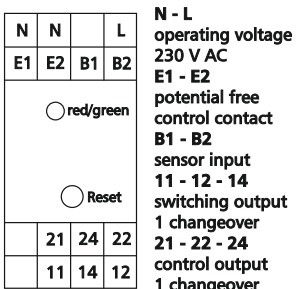 N N L
E1 E2 B1 B2
red/green
Reset
21 24 22
11 14 12
N - L
operating voltage
230 V AC
E1 - E2
potential free
control contact
B1 - B2
sensor input
11 - 12 - 14
switching output
1 changeover
21 - 22 - 24
control output
1 changeover